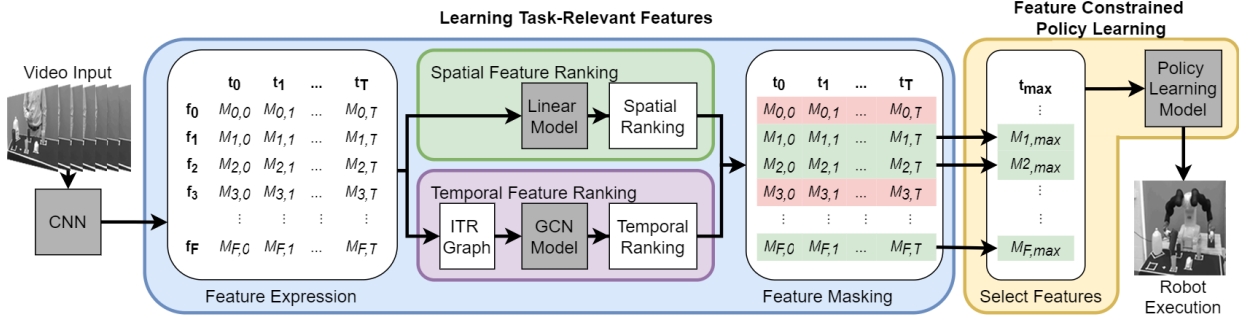 Learning Task-Relevant Features
Feature Constrained
Policy Learning
Video Input
CNN
t0 t1 ... tT
f0 M0,0 M0,1 ... M0,T
f1 M1,0 M1,1 ... M1,T
f2 M2,0 M2,1 ... M2,T
f3 M3,0 M3,1 ... M3,T
⋮ ⋮ ⋮ ⋮
fF MF,0 MF,1 ... MF,T
Feature Expression
Spatial Feature Ranking
Linear
Model
Spatial
Ranking
Temporal Feature Ranking
ITR
Graph
GCN
Model
Temporal
Ranking
t0 t1 ... tT
M0,0 M0,1 ... M0,T
M1,0 M1,1 ... M1,T
M2,0 M2,1 ... M2,T
M3,0 M3,1 ... M3,T
⋮ ⋮ ⋮
MF,0 MF,1 ... MF,T
Feature Masking
tmax
⋮
M1,max
M2,max
⋮
⋮
MF,max
Select Features
Policy
Learning
Model
Robot
Execution